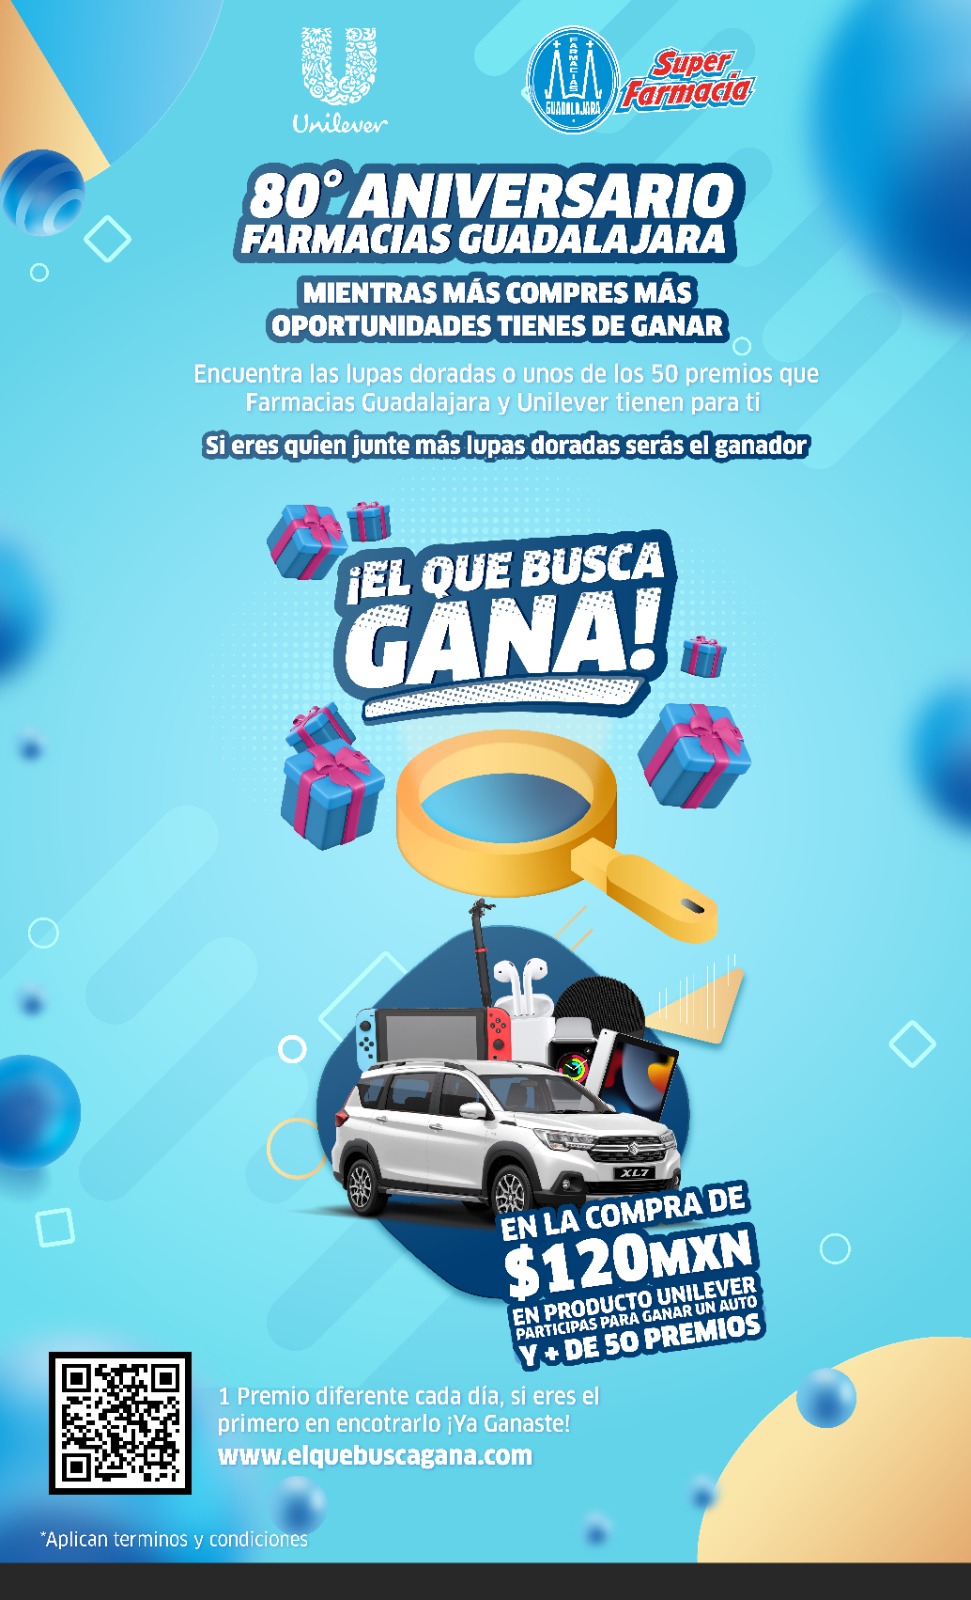 Unilever
FARMACIAS
GUADALAJARA
Super
Farmacia
80° ANIVERSARIO
FARMACIAS GUADALAJARA
MIENTRAS MÁS COMPRES MÁS
OPORTUNIDADES TIENES DE GANAR
Encuentra las lupas doradas o unos de los 50 premios que
Farmacias Guadalajara y Unilever tienen para ti
Si eres quien junte más lupas doradas serás el ganador
¡EL QUE BUSCA
GANA!
XL7
EN LA COMPRA DE
$120MXN
EN PRODUCTO UNILEVER
PARTICIPAS PARA GANAR UN AUTO
Y + DE 50 PREMIOS
1 Premio diferente cada día, si eres el
primero en encotrarlo ¡Ya Ganaste!
www.elquebuscagana.com
*Aplican terminos y condiciones